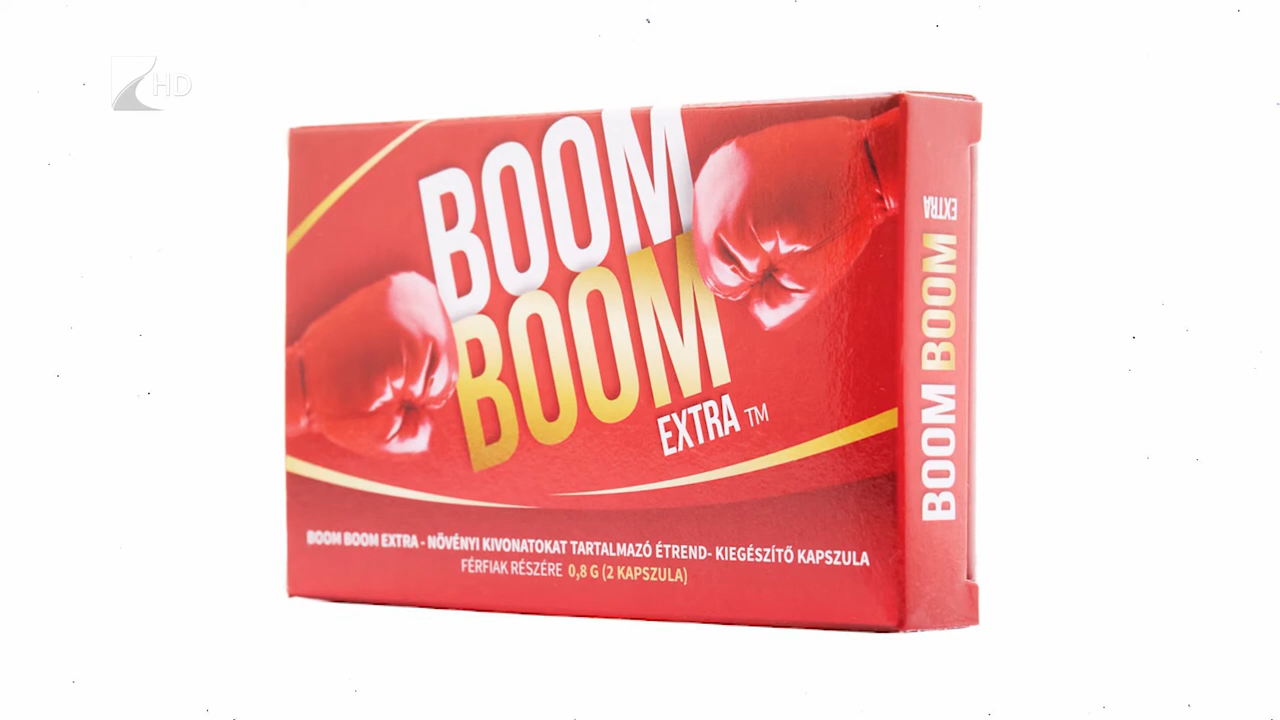 HD
BOOM
BOOM
EXTRA ™
BOOM BOOM EXTRA - NÖVÉNYI KIVONATOKAT TARTALMAZÓ ÉTREND- KIEGÉSZÍTŐ KAPSZULA
FÉRFIAK RÉSZÉRE 0,8 G (2 KAPSZULA)
BOOM BOOM EXTRA